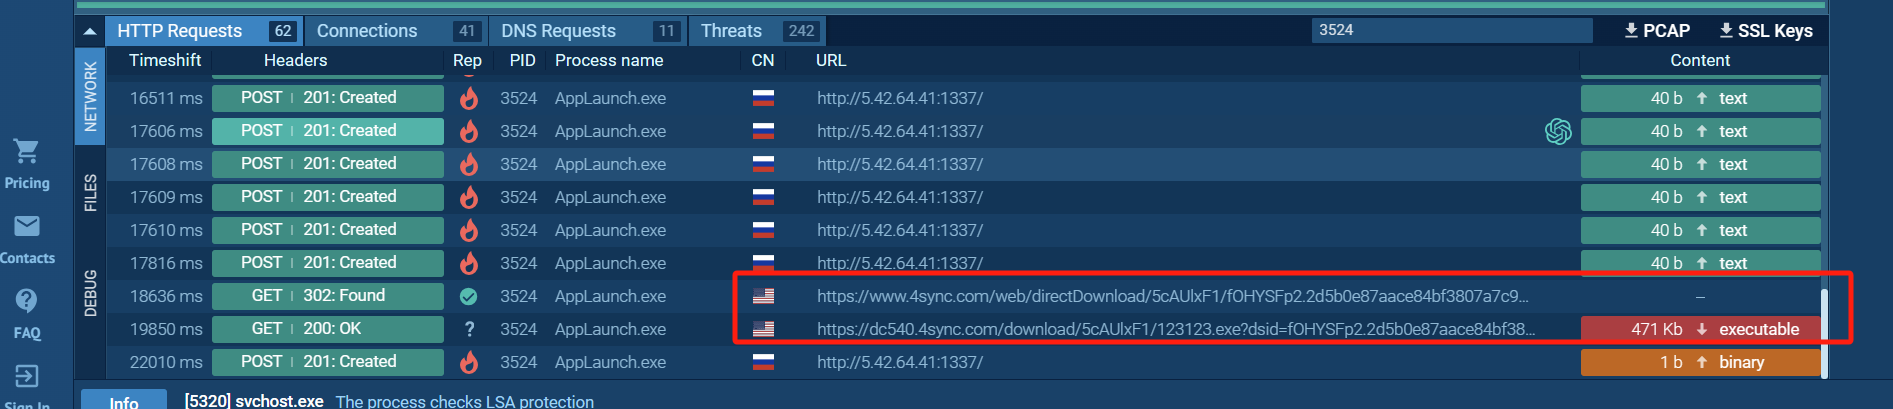 HTTP Requests 62 Connections 41 DNS Requests 11 Threats 242 3524 PCAP SSL Keys
Timeshift Headers Rep PID Process name CN URL Content
16511 ms POST 201: Created 3524 AppLaunch.exe http://5.42.64.41:1337/ 40 b text
17606 ms POST 201: Created 3524 AppLaunch.exe http://5.42.64.41:1337/ 40 b text
17608 ms POST 201: Created 3524 AppLaunch.exe http://5.42.64.41:1337/ 40 b text
17609 ms POST 201: Created 3524 AppLaunch.exe http://5.42.64.41:1337/ 40 b text
17610 ms POST 201: Created 3524 AppLaunch.exe http://5.42.64.41:1337/ 40 b text
17816 ms POST 201: Created 3524 AppLaunch.exe http://5.42.64.41:1337/ 40 b text
18636 ms GET 302: Found 3524 AppLaunch.exe https://www.4sync.com/web/directDownload/5cAUlxF1/fOHYSFp2.2d5b0e87aace84bf3807a7c9... –
19850 ms GET 200: OK ? 3524 AppLaunch.exe https://dc540.4sync.com/download/5cAUlxF1/123123.exe?dsid=fOHYSFp2.2d5b0e87aace84bf38... 471 Kb executable
22010 ms POST 201: Created 3524 AppLaunch.exe http://5.42.64.41:1337/ 1 b binary
NETWORK
FILES
DEBUG
Pricing
Contacts
FAQ
Sign In
Info [5320] svchost.exe The process checks LSA protection